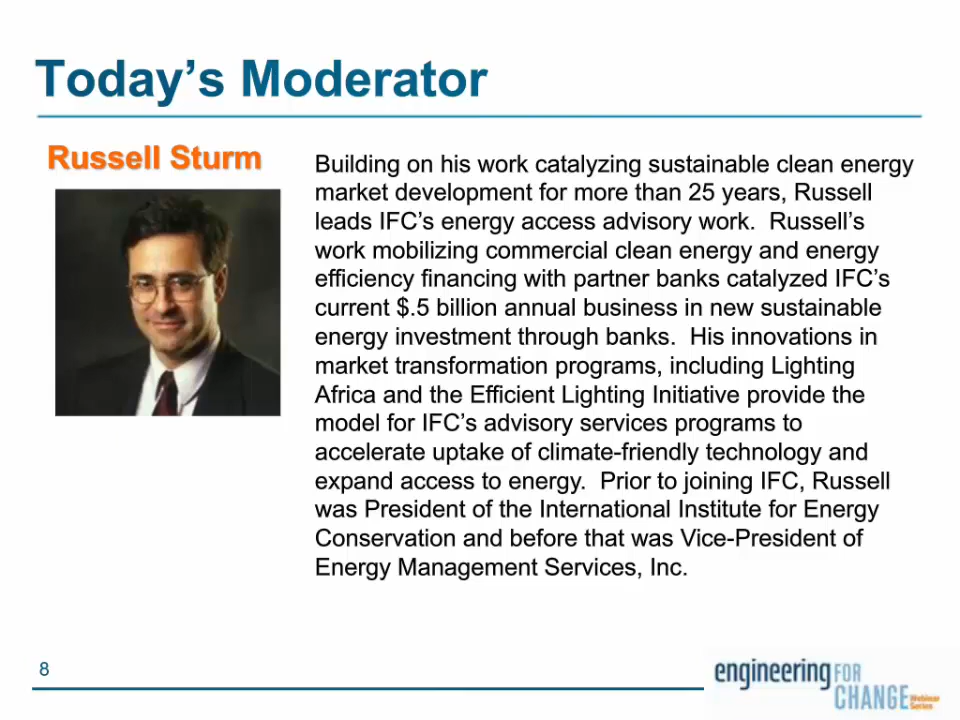 Today’s Moderator
Russell Sturm
Building on his work catalyzing sustainable clean energy
market development for more than 25 years, Russell
leads IFC’s energy access advisory work.  Russell’s
work mobilizing commercial clean energy and energy
efficiency financing with partner banks catalyzed IFC’s
current $.5 billion annual business in new sustainable
energy investment through banks.  His innovations in
market transformation programs, including Lighting
Africa and the Efficient Lighting Initiative provide the
model for IFC’s advisory services programs to
accelerate uptake of climate-friendly technology and
expand access to energy.  Prior to joining IFC, Russell
was President of the International Institute for Energy
Conservation and before that was Vice-President of
Energy Management Services, Inc.
8
engineering FOR
CHANGE Webinar
Series